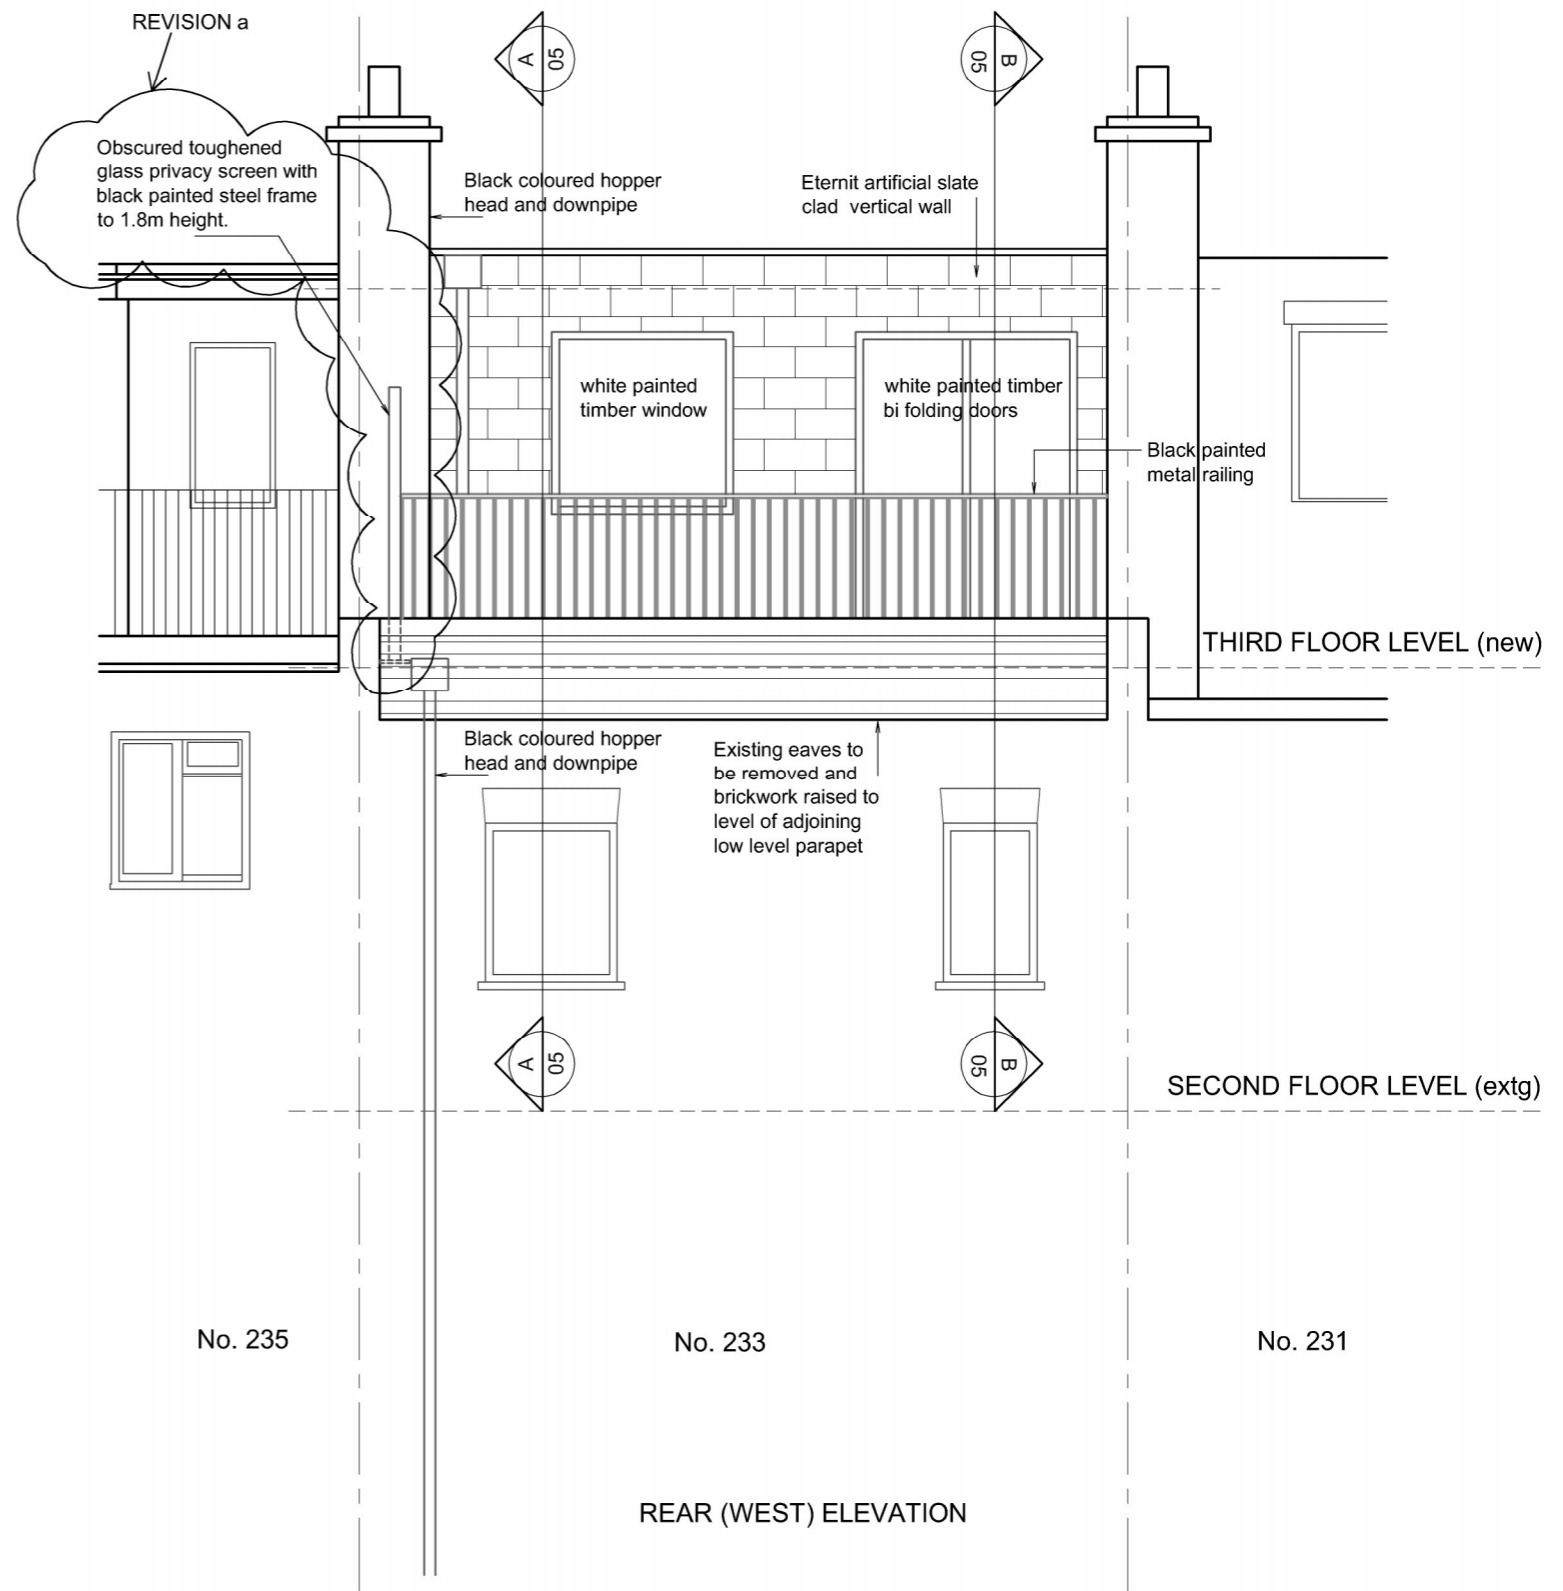 REVISION a
A
05
B
05
Obscured toughened
glass privacy screen with
black painted steel frame
to 1.8m height.
Black coloured hopper
head and downpipe
Eternit artificial slate
clad vertical wall
white painted
timber window
white painted timber
bi folding doors
Black painted
metal railing
THIRD FLOOR LEVEL (new)
Black coloured hopper
head and downpipe
Existing eaves to
be removed and
brickwork raised to
level of adjoining
low level parapet
A
05
B
05
SECOND FLOOR LEVEL (extg)
No. 235
No. 233
No. 231
REAR (WEST) ELEVATION